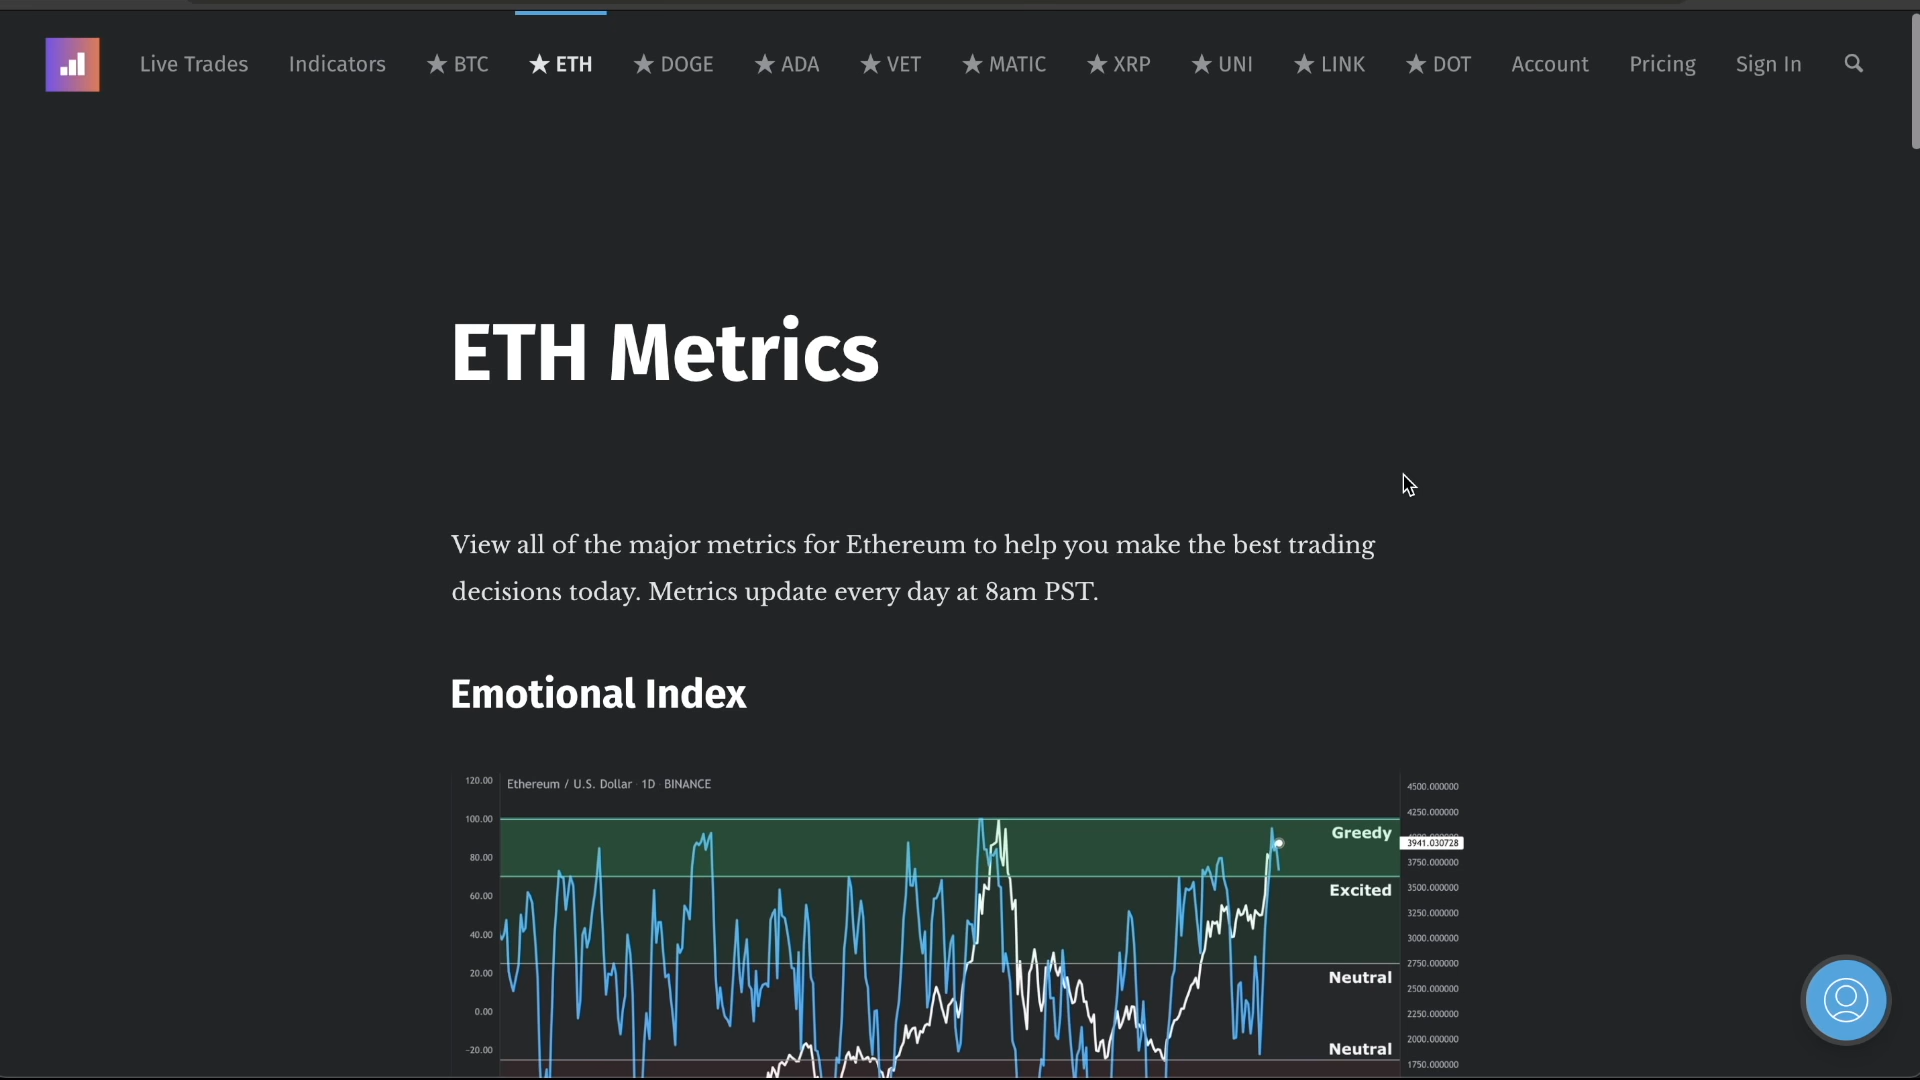 Live Trades Indicators ★ BTC ★ ETH ★ DOGE ★ ADA ★ VET ★ MATIC ★ XRP ★ UNI ★ LINK ★ DOT Account Pricing Sign In
ETH Metrics
View all of the major metrics for Ethereum to help you make the best trading
decisions today. Metrics update every day at 8am PST.
Emotional Index
Ethereum / U.S. Dollar 1D BINANCE
120.00
100.00
80.00
60.00
40.00
20.00
0.00
-20.00
Greedy
Excited
Neutral
Neutral
4500.000000
4250.000000
3941.030728
3750.000000
3500.000000
3250.000000
3000.000000
2750.000000
2500.000000
2250.000000
2000.000000
1750.000000